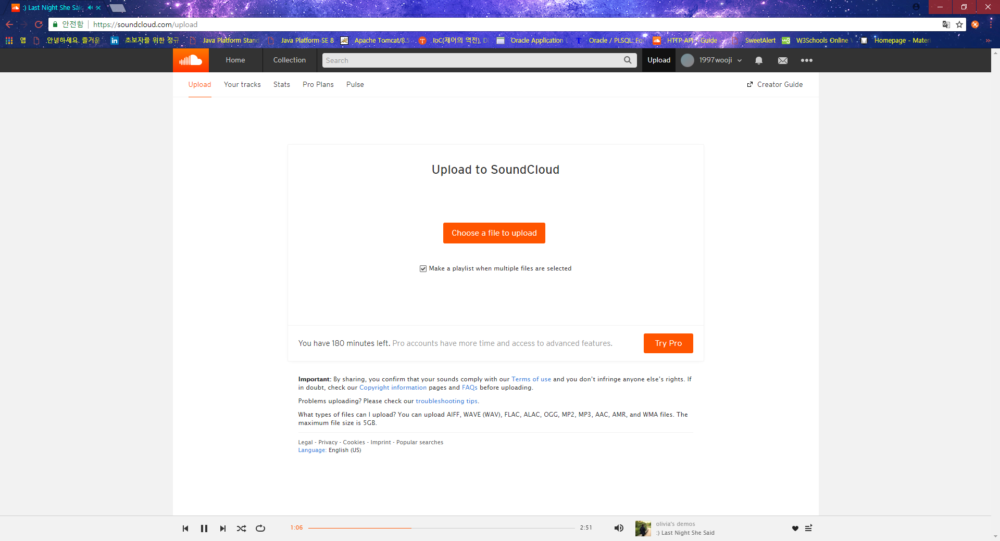 :) Last Night She Sai
안전함 https://soundcloud.com/upload
앱 안녕하세요. 즐거운 초보자를 위한 정규 Java Platform Stand Java Platform SE 8 Apache Tomcat/8.5 IoC(제어의 역전), D Oracle Application Oracle / PLSQL: HTTP API - Guide SweetAlert W3Schools Online Homepage - Mater
Home Collection Search Upload 1997wooji
Upload Your tracks Stats Pro Plans Pulse Creator Guide
Upload to SoundCloud
Choose a file to upload
Make a playlist when multiple files are selected
You have 180 minutes left. Pro accounts have more time and access to advanced features. Try Pro
Important: By sharing, you confirm that your sounds comply with our Terms of use and you don’t infringe anyone else’s rights. If
in doubt, check our Copyright information pages and FAQs before uploading.
Problems uploading? Please check our troubleshooting tips.
What types of files can I upload? You can upload AIFF, WAVE (WAV), FLAC, ALAC, OGG, MP2, MP3, AAC, AMR, and WMA files. The
maximum file size is 5GB.
Legal - Privacy - Cookies - Imprint - Popular searches
Language: English (US)
1:06 2:51
olivia's demos
:) Last Night She Said